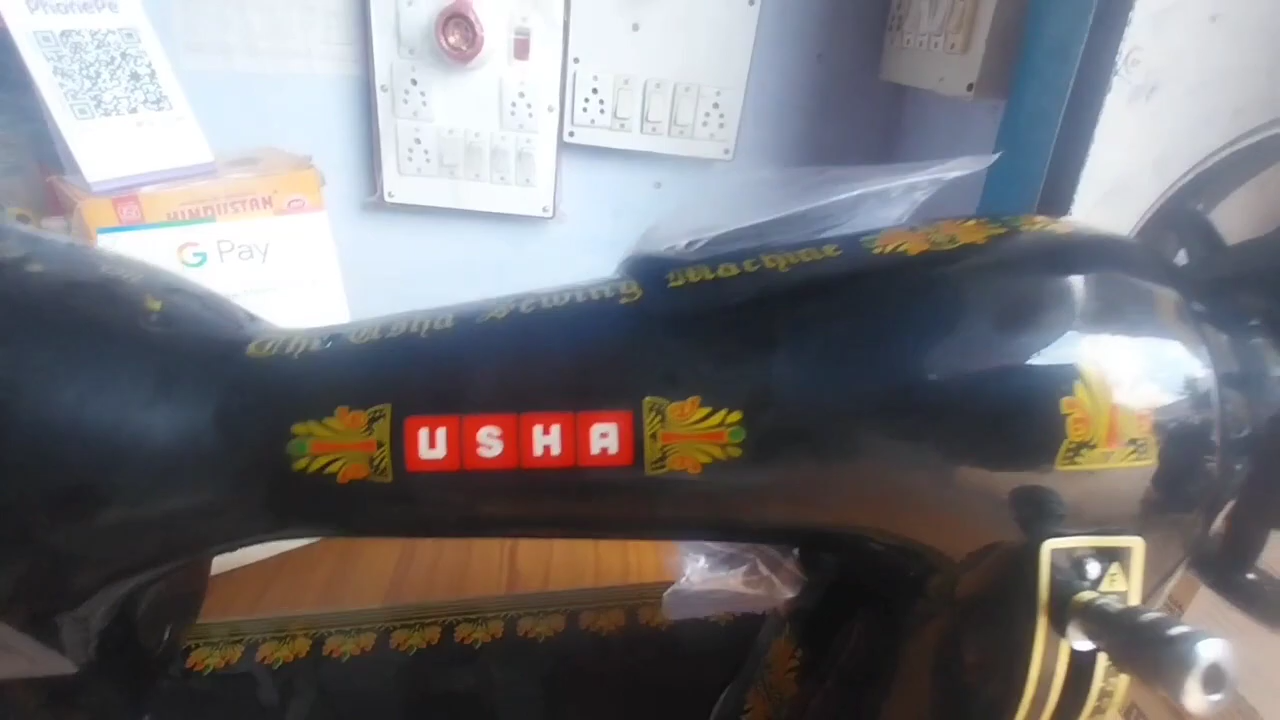 PhonePe
HINDUSTAN
G Pay
The Usha Sewing Machine
USHA